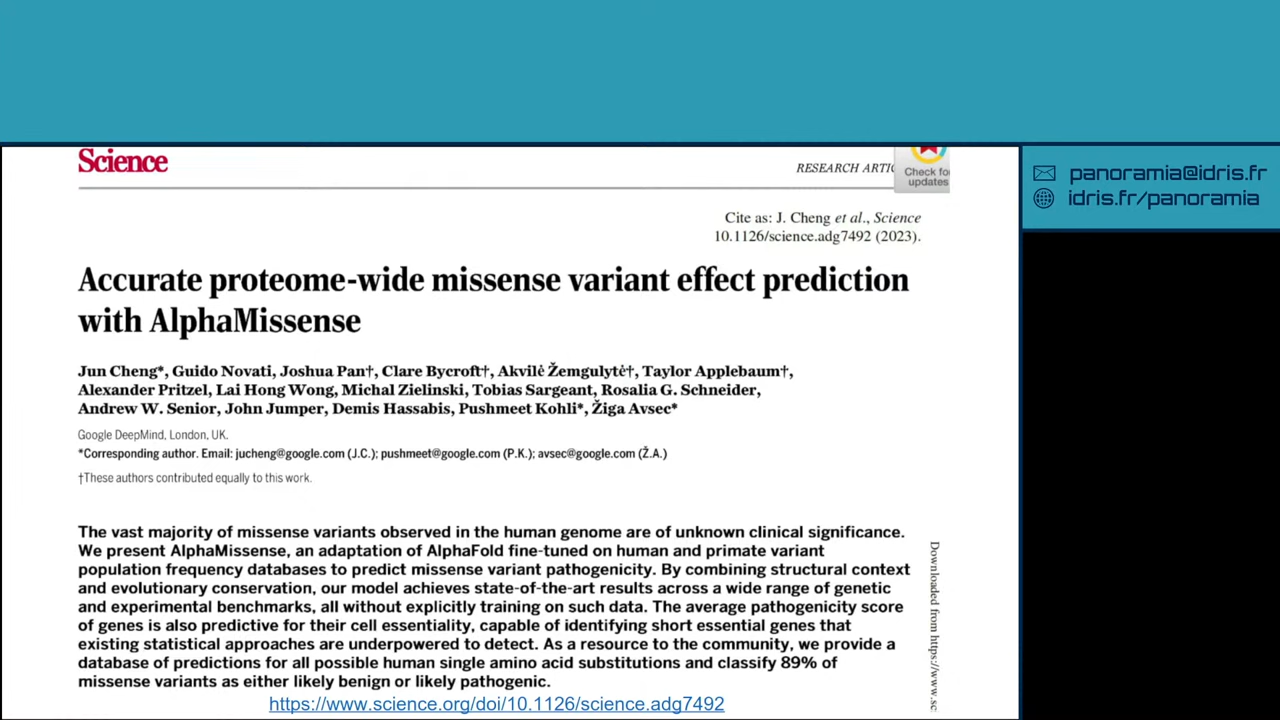 Science
RESEARCH ARTIC
Check for
updates
panoramia@idris.fr
idris.fr/panoramia
Cite as: J. Cheng et al., Science
10.1126/science.adg7492 (2023).
Accurate proteome-wide missense variant effect prediction
with AlphaMissense
Jun Cheng*, Guido Novati, Joshua Pan†, Clare Bycroft†, Akvilė Žemgulytė†, Taylor Applebaum†,
Alexander Pritzel, Lai Hong Wong, Michal Zielinski, Tobias Sargeant, Rosalia G. Schneider,
Andrew W. Senior, John Jumper, Demis Hassabis, Pushmeet Kohli*, Žiga Avsec*
Google DeepMind, London, UK.
*Corresponding author. Email: jucheng@google.com (J.C.); pushmeet@google.com (P.K.); avsec@google.com (Ž.A.)
†These authors contributed equally to this work.
The vast majority of missense variants observed in the human genome are of unknown clinical significance.
We present AlphaMissense, an adaptation of AlphaFold fine-tuned on human and primate variant
population frequency databases to predict missense variant pathogenicity. By combining structural context
and evolutionary conservation, our model achieves state-of-the-art results across a wide range of genetic
and experimental benchmarks, all without explicitly training on such data. The average pathogenicity score
of genes is also predictive for their cell essentiality, capable of identifying short essential genes that
existing statistical approaches are underpowered to detect. As a resource to the community, we provide a
database of predictions for all possible human single amino acid substitutions and classify 89% of
missense variants as either likely benign or likely pathogenic.
https://www.science.org/doi/10.1126/science.adg7492
Downloaded from https://www.sc